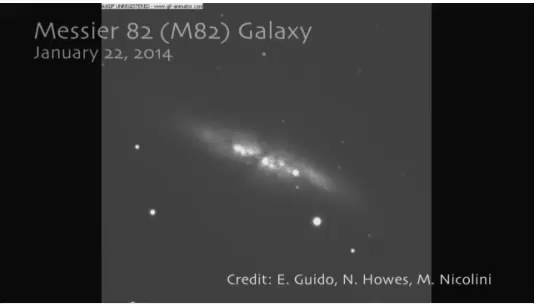 Messier 82 (M82) Galaxy
January 22, 2014
Credit: E. Guido, N. Howes, M. Nicolini